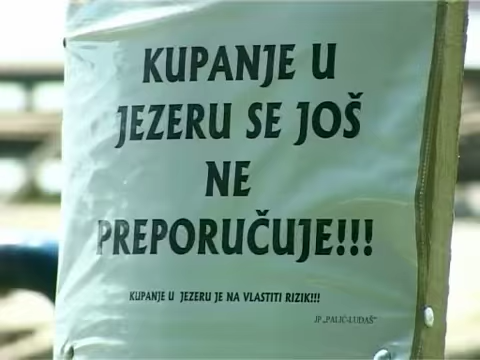 KUPANJE U
JEZERU SE JOŠ
NE
PREPORUČUJE!!!
KUPANJE U JEZERU JE NA VLASTITI RIZIK!!!
JP „PALIĆ-LUDAŠ"